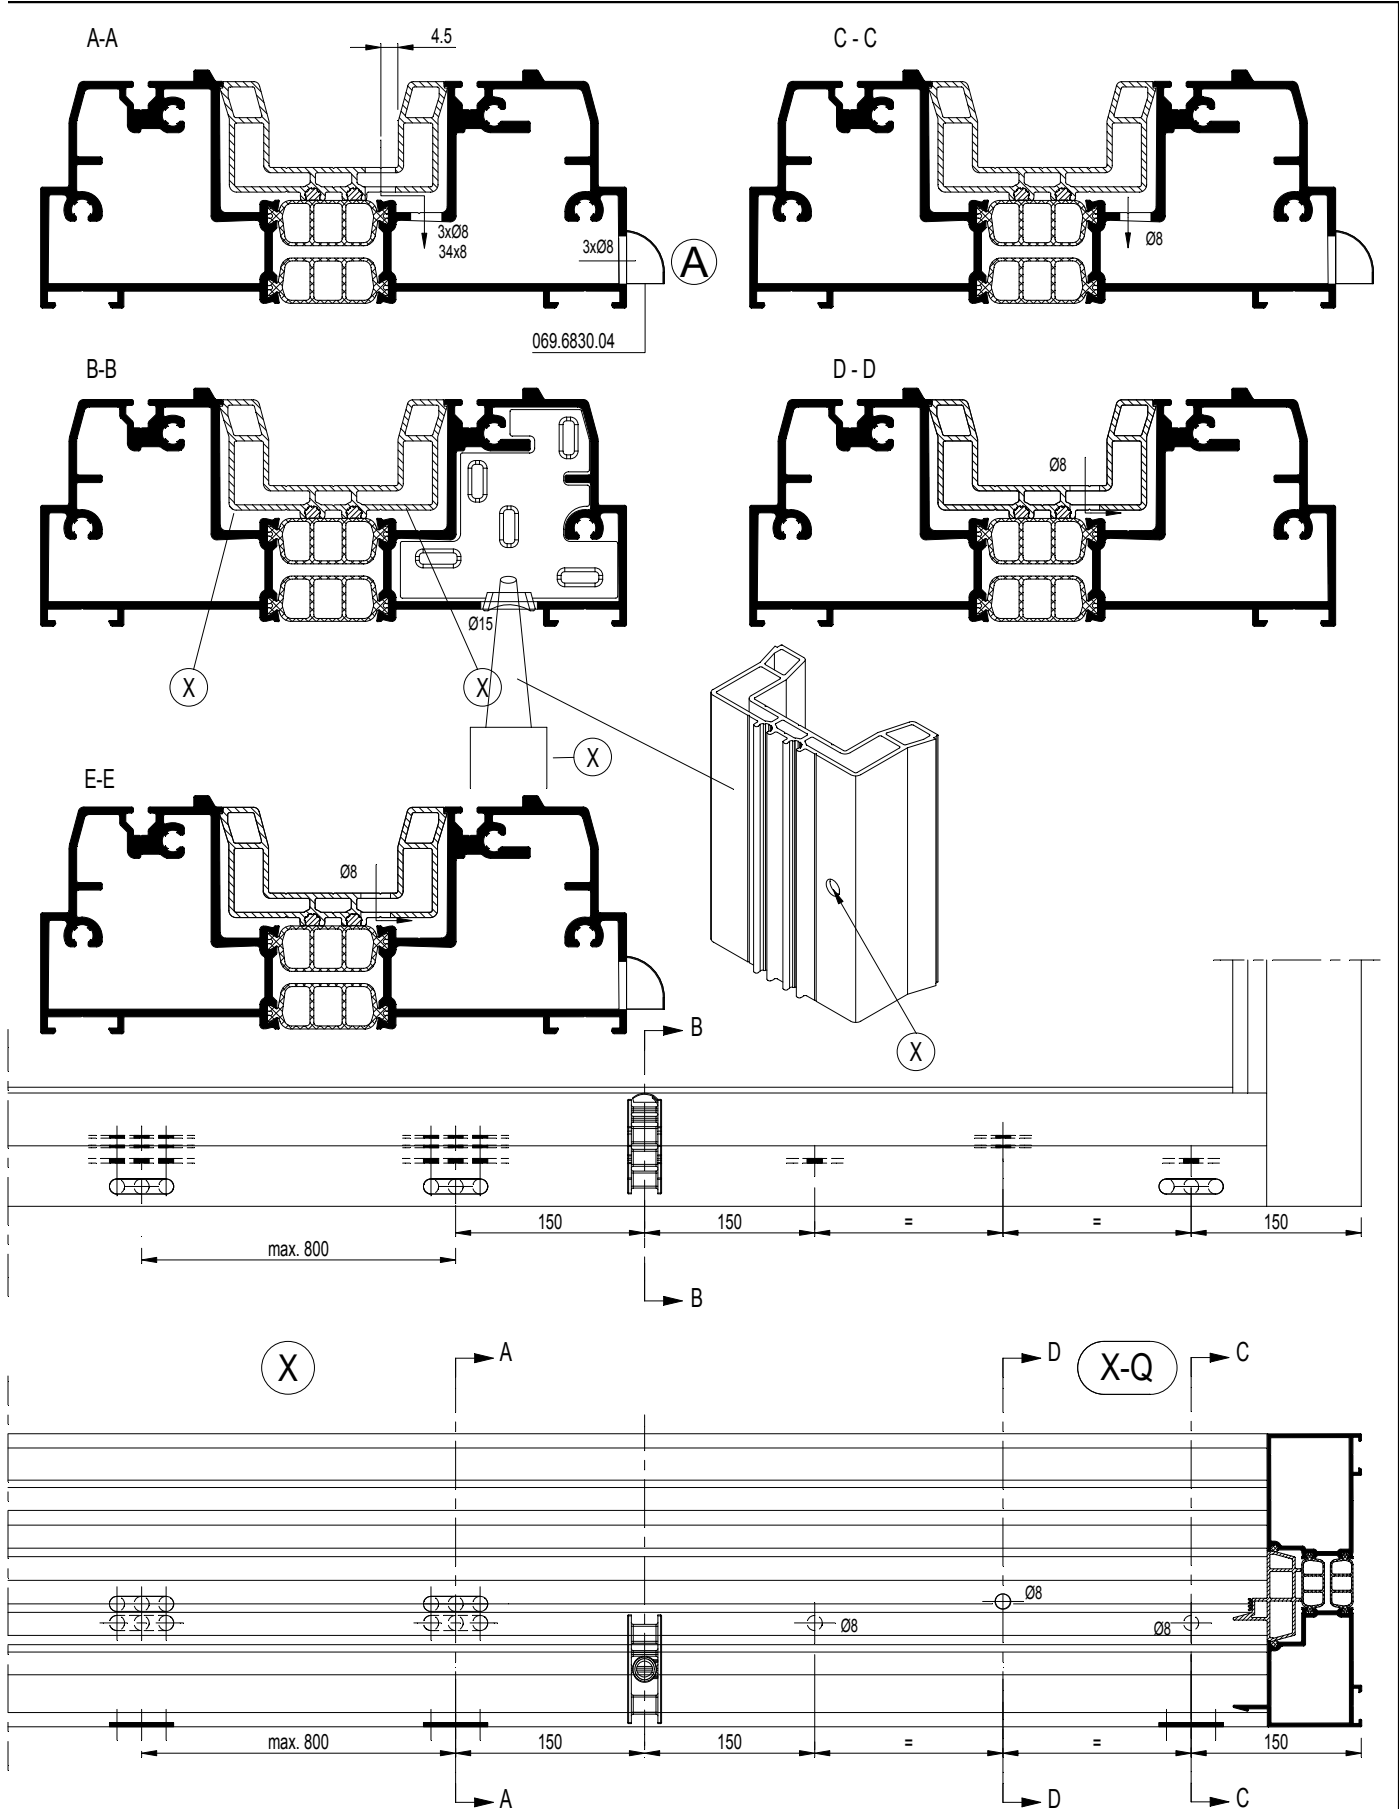 A-A
4.5
C - C
3xØ8
34x8
3xØ8
A
Ø8
069.6830.04
B-B
D - D
Ø8
Ø15
X
X
X
E-E
Ø8
X
B
150
150
=
=
150
max. 800
B
X
A
D
X-Q
C
Ø8
Ø8
Ø8
max. 800
150
150
=
=
150
A
D
C